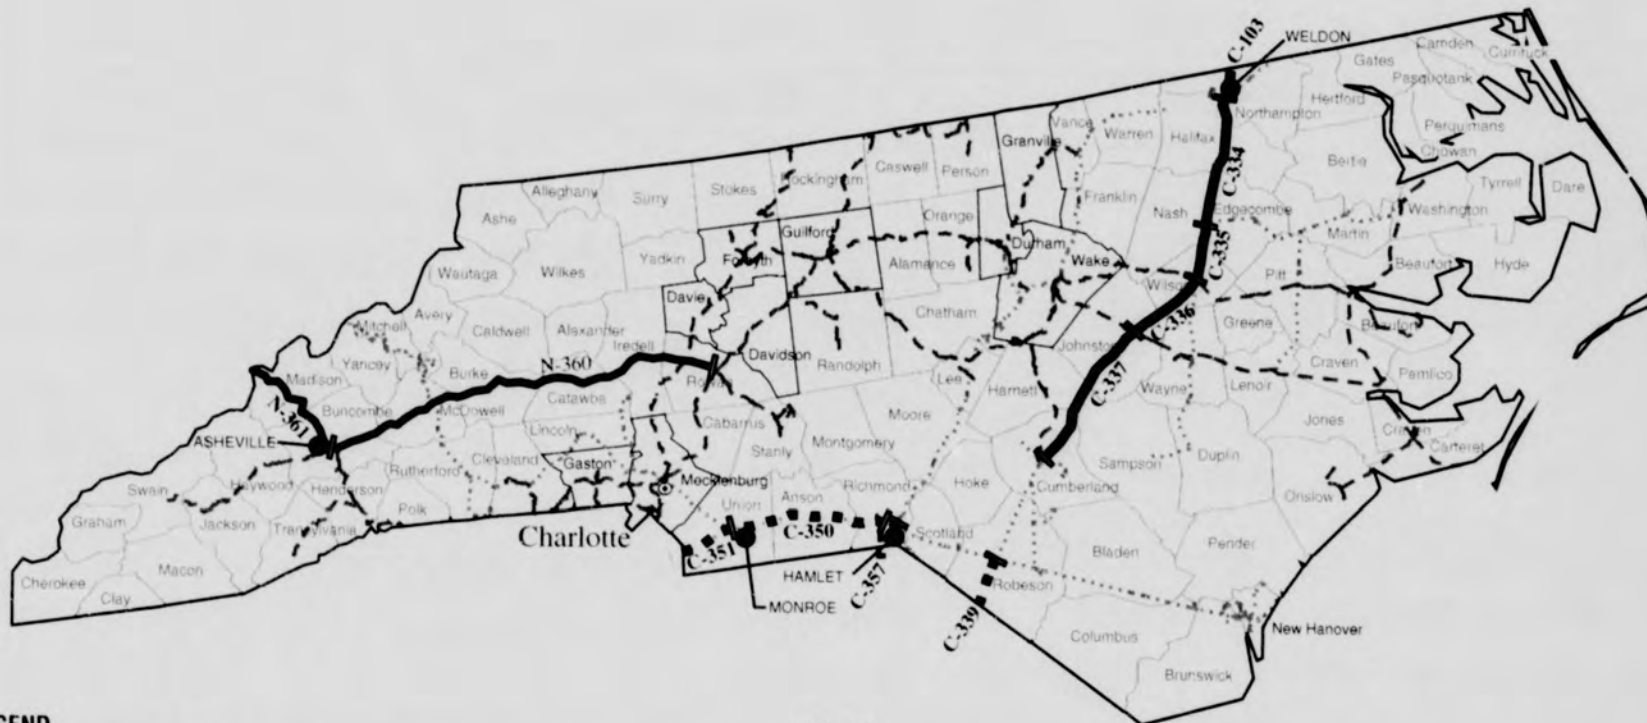 C-103
WELDON
Camden
Currituck
Gates
Pasquotank
Hertford
Northampton
Perquimans
Chowan
Vance
Warren
Halifax
Granville
Bertie
Tyrrell
Dare
C-334
Alleghany
Surry
Stokes
Rockingham
Caswell
Person
Ashe
Franklin
Nash
Edgecombe
Washington
Martin
Orange
Guilford
Durham
Wake
C-335
Forsyth
Yadkin
Wautaga
Wilkes
Alamance
Pitt
Beaufort
Hyde
Wilson
Davie
Avery
Mitchell
Caldwell
Alexander
Iredell
Chatham
C-336
Greene
Beaufort
Johnston
Davidson
Randolph
Yancey
Burke
N-360
Rowan
Lee
Harnett
C-337
Wayne
Lenoir
Craven
Pamlico
Madison
Buncombe
McDowell
Catawba
N-361
ASHEVILLE
Lincoln
Cabarrus
Stanly
Moore
Montgomery
Jones
Craven
Carteret
Sampson
Duplin
Swain
Haywood
Henderson
Rutherford
Cleveland
Gaston
Mecklenburg
Union
Anson
Richmond
Hoke
Cumberland
Onslow
Graham
Jackson
Transylvania
Polk
Charlotte
C-351
C-350
Scotland
Bladen
Pender
Cherokee
Macon
Clay
HAMLET
C-357
MONROE
Robeson
C-339
Columbus
New Hanover
Brunswick